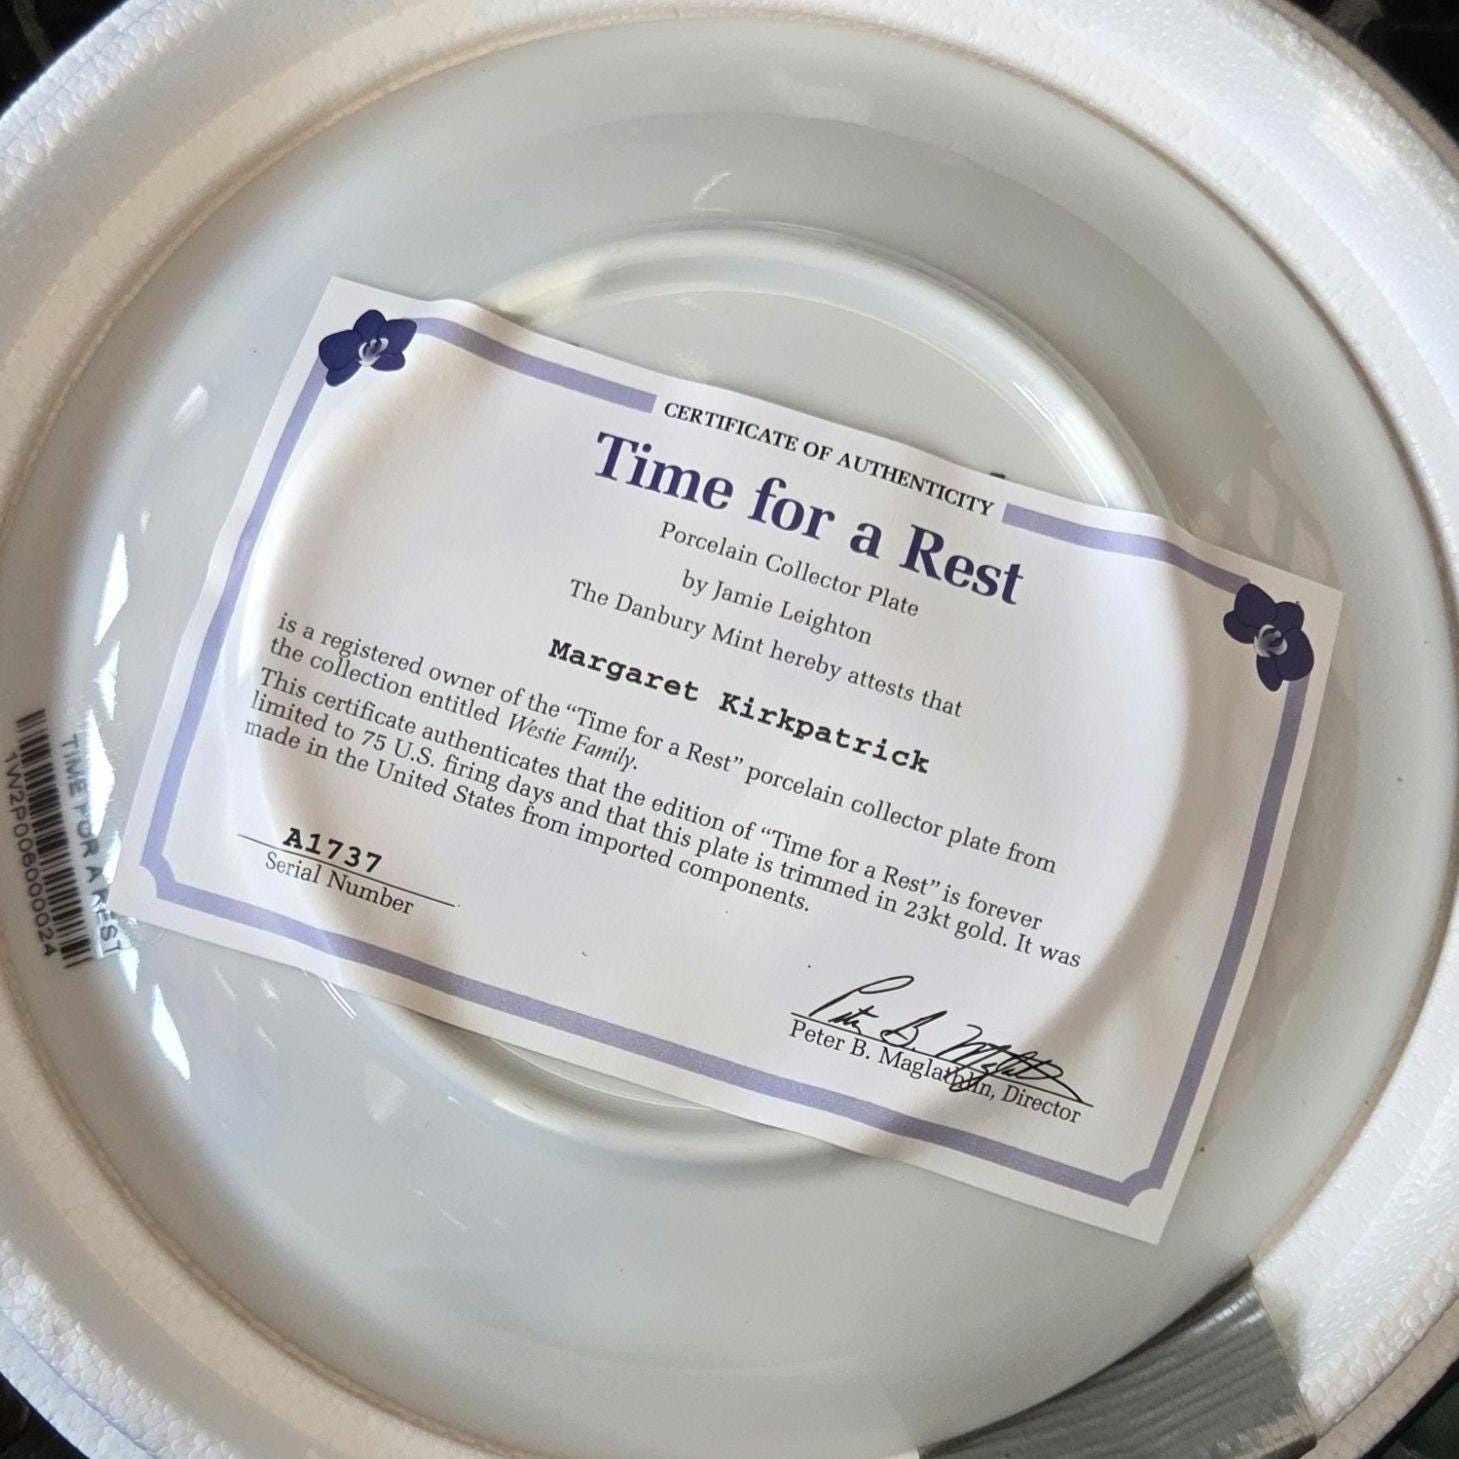 CERTIFICATE OF AUTHENTICITY
Time for a Rest
Porcelain Collector Plate
by Jamie Leighton
The Danbury Mint hereby attests that
Margaret Kirkpatrick
is a registered owner of the “Time for a Rest” porcelain collector plate from
the collection entitled Westie Family.
This certificate authenticates that the edition of “Time for a Rest” is forever
limited to 75 U.S. firing days and that this plate is trimmed in 23kt gold. It was
made in the United States from imported components.
A1737
Serial Number
Peter B. Maglathlin
Peter B. Maglathlin, Director
TIME FOR A REST
1W2P06000024